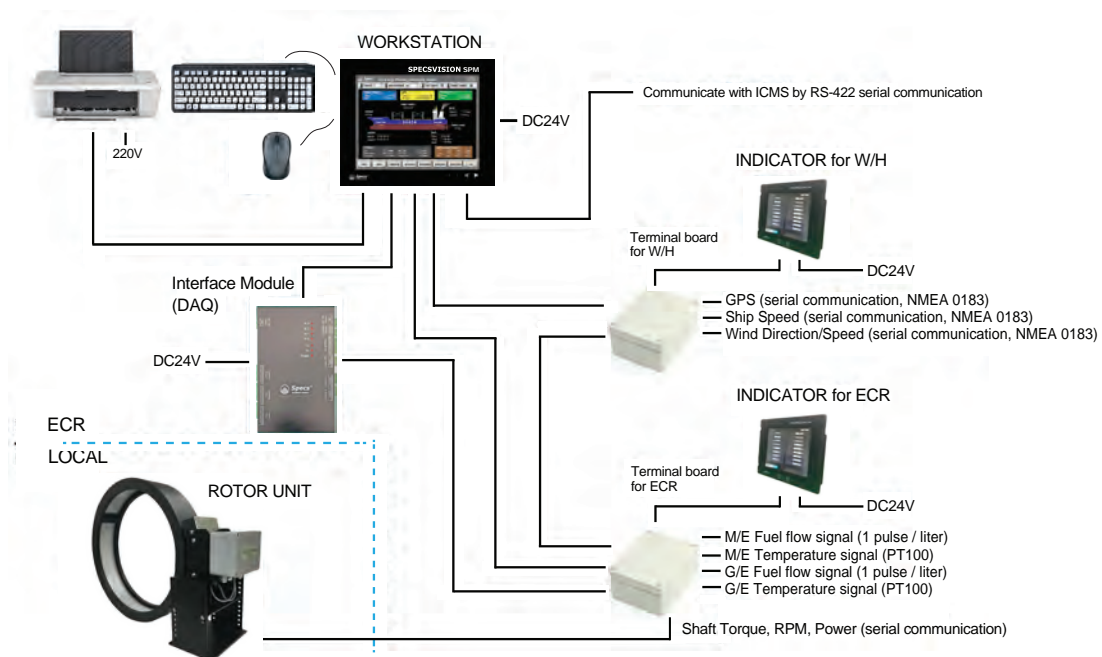 WORKSTATION
SPECSVISION SPM
Communicate with ICMS by RS-422 serial communication
DC24V
220V
INDICATOR for W/H
Terminal board
for W/H
DC24V
Interface Module
(DAQ)
GPS (serial communication, NMEA 0183)
Ship Speed (serial communication, NMEA 0183)
Wind Direction/Speed (serial communication, NMEA 0183)
DC24V
Specs
INDICATOR for ECR
ECR
LOCAL
ROTOR UNIT
Terminal board
for ECR
DC24V
M/E Fuel flow signal (1 pulse / liter)
M/E Temperature signal (PT100)
G/E Fuel flow signal (1 pulse / liter)
G/E Temperature signal (PT100)
Shaft Torque, RPM, Power (serial communication)